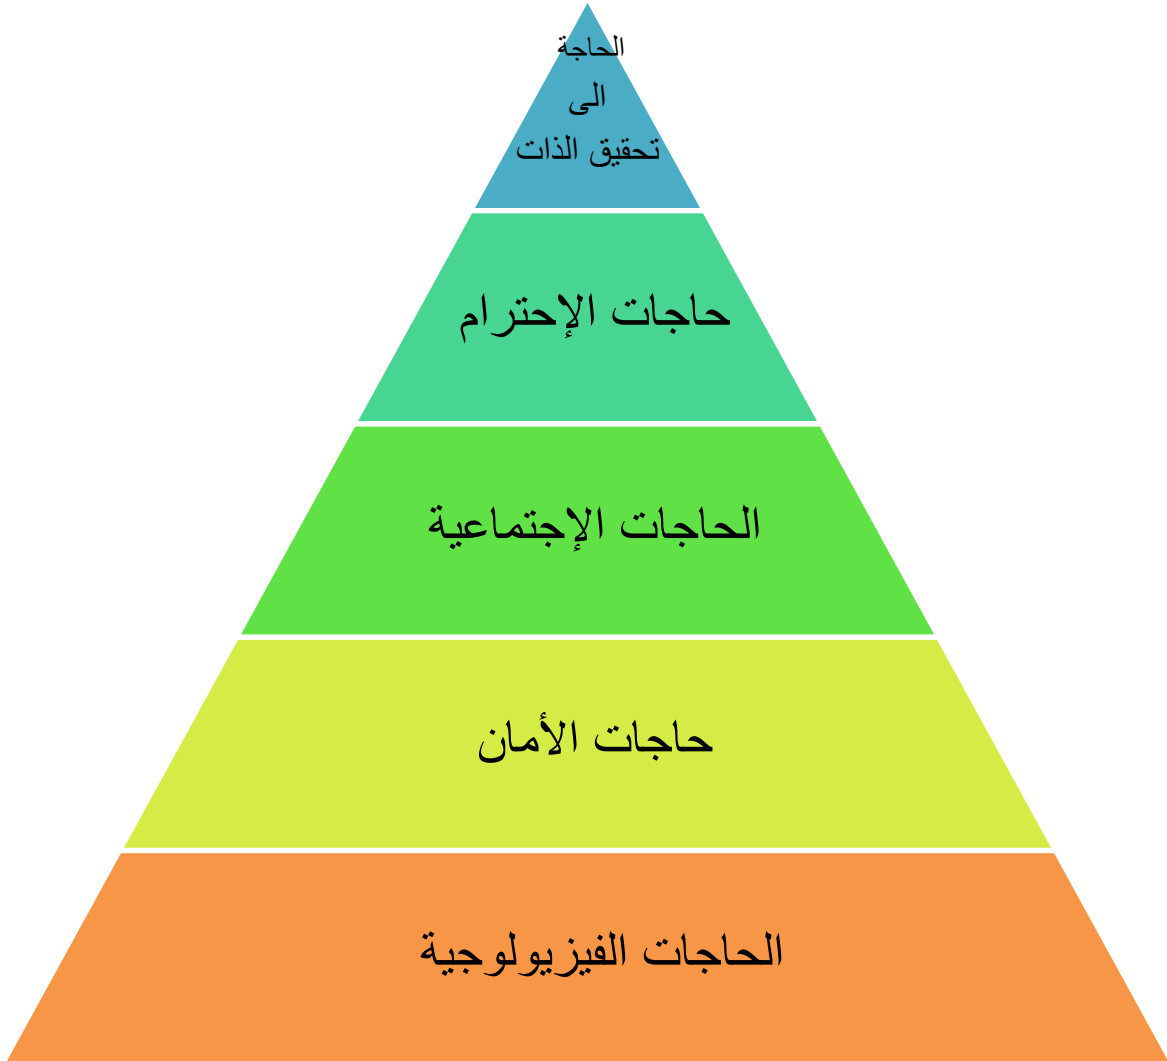 الحاجة
الى
تحقيق الذات
حاجات الإحترام
الحاجات الإجتماعية
حاجات الأمان
الحاجات الفيزيولوجية